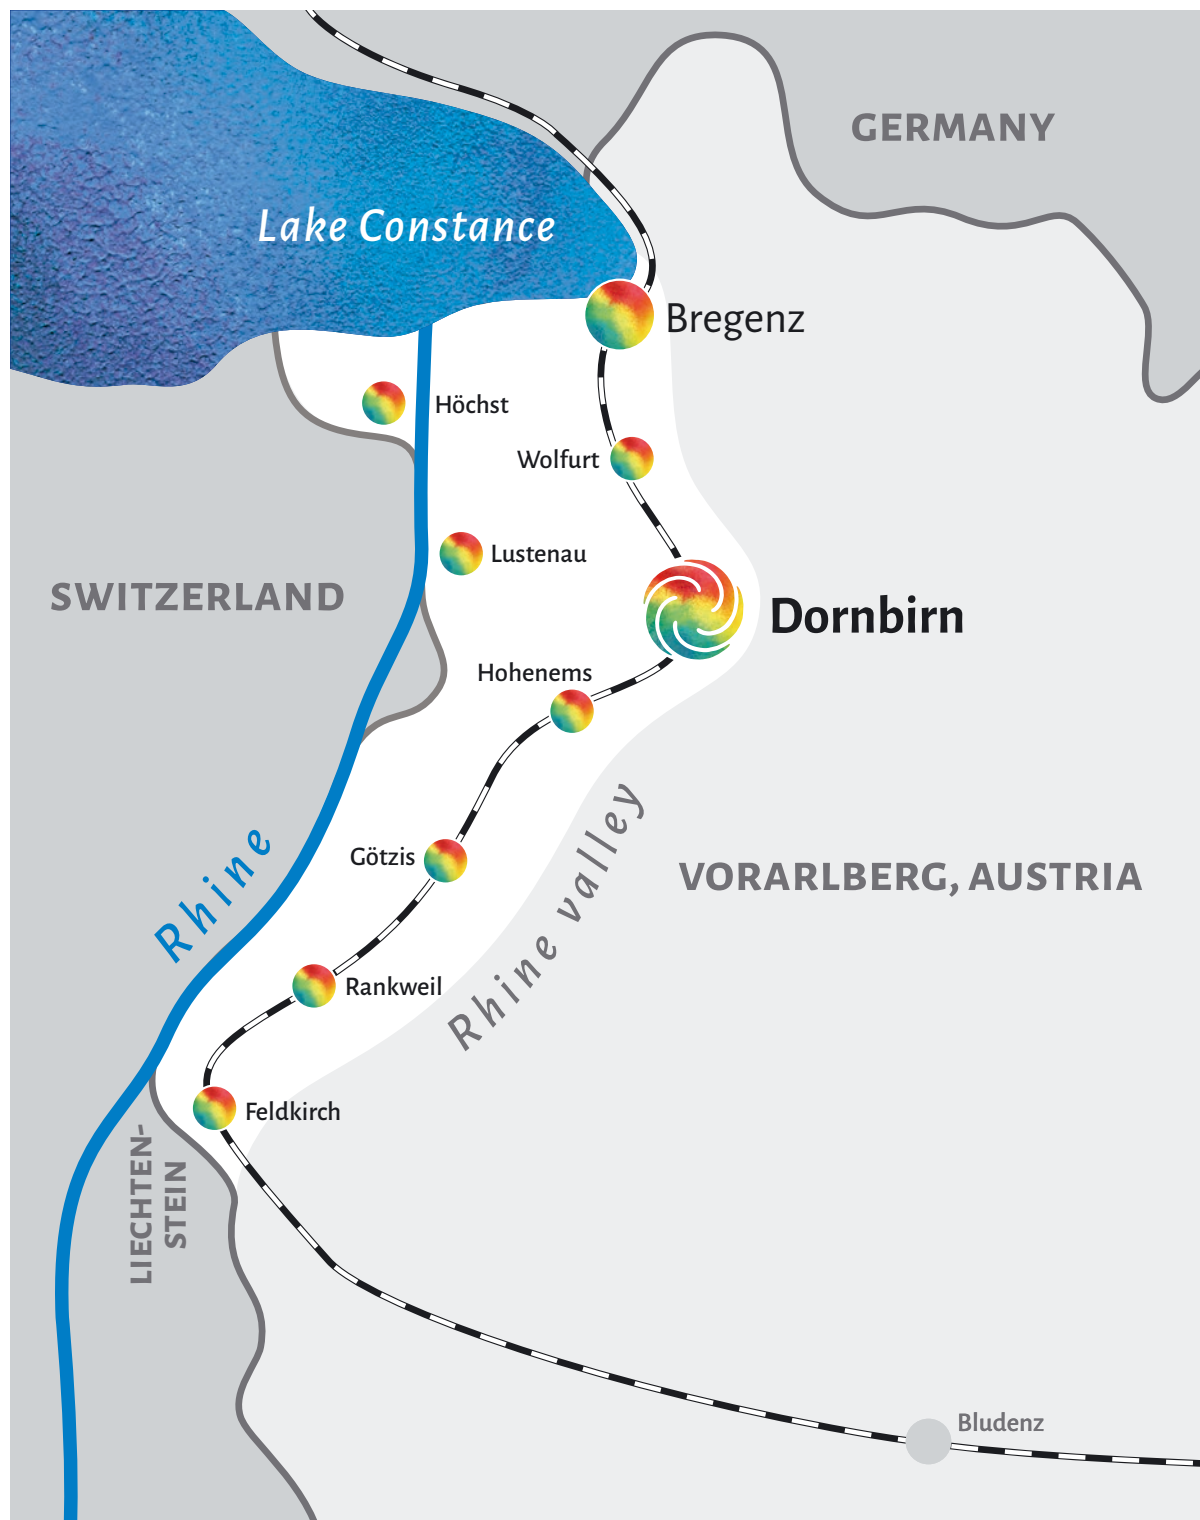 GERMANY
Lake Constance
Bregenz
Höchst
Wolfurt
Lustenau
SWITZERLAND
Dornbirn
Hohenems
Rhine
Götzis
Rhine valley
VORARLBERG, AUSTRIA
Rankweil
Feldkirch
LIECHTEN-
STEIN
Bludenz